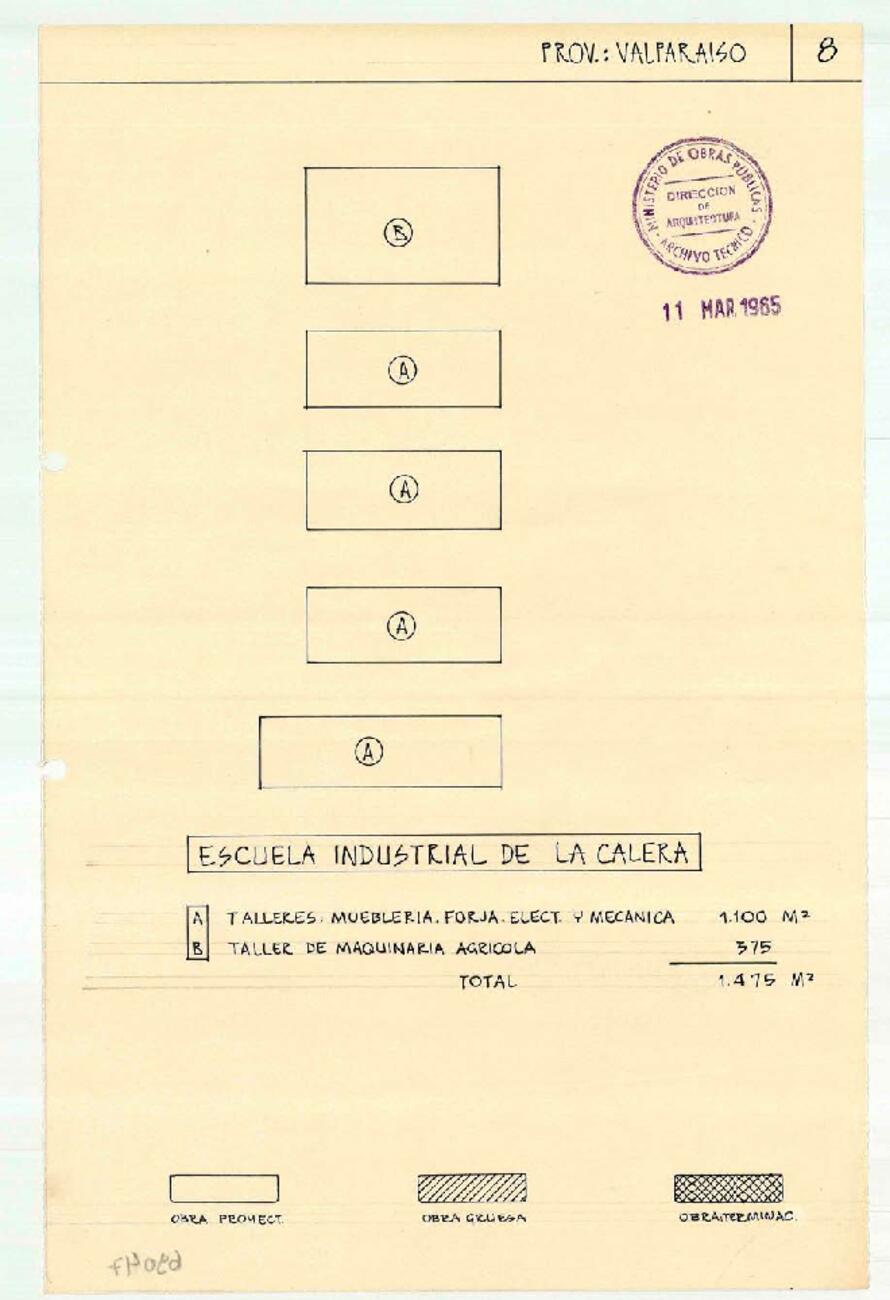 PROV.: VALPARAISO
8
MINISTERIO DE OBRAS PUBLICAS
DIRECCION
DE
ARQUITECTURA
ARCHIVO TECNICO
11 MAR 1965
B
A
A
A
A
ESCUELA INDUSTRIAL DE LA CALERA
A TALLERES: MUEBLERIA. FORJA. ELECT. Y MECANICA 1.100 M²
B TALLER DE MAQUINARIA AGRICOLA 375
TOTAL 1.475 M²
OBRA PROYECT. OBRA GRUESA OBRA TERMINAC.